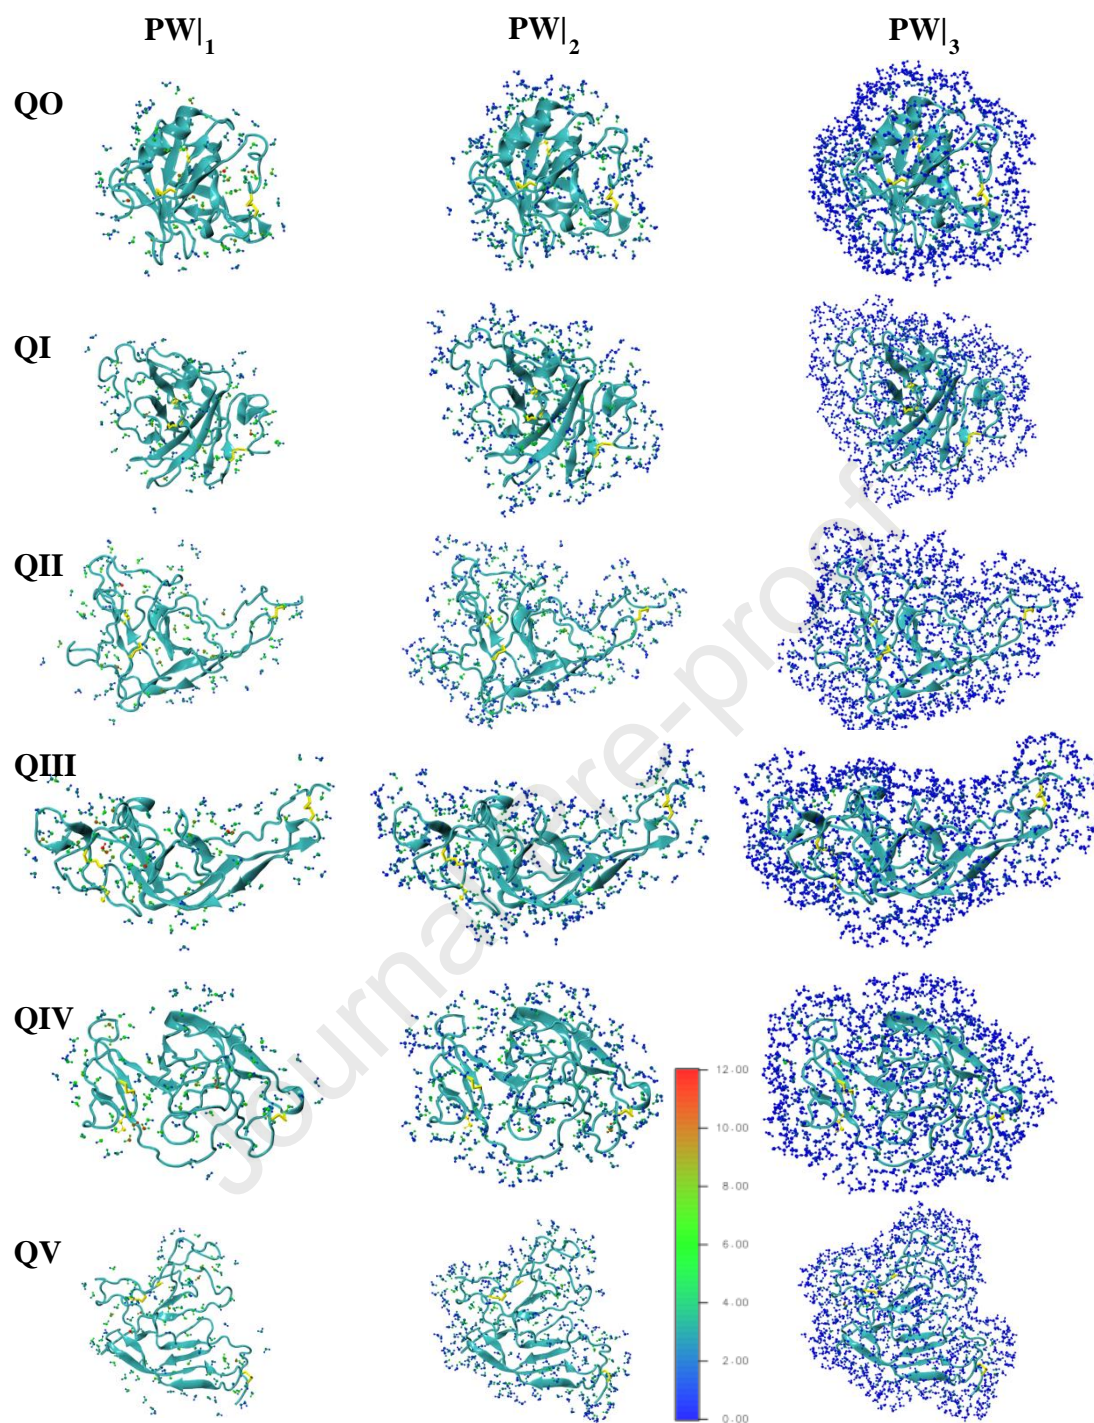 PW|1 PW|2 PW|3
QO
QI
QII
QIII
QIV
QV
12.00
10.00
8.00
6.00
4.00
2.00
0.00
Journal Pre-proof